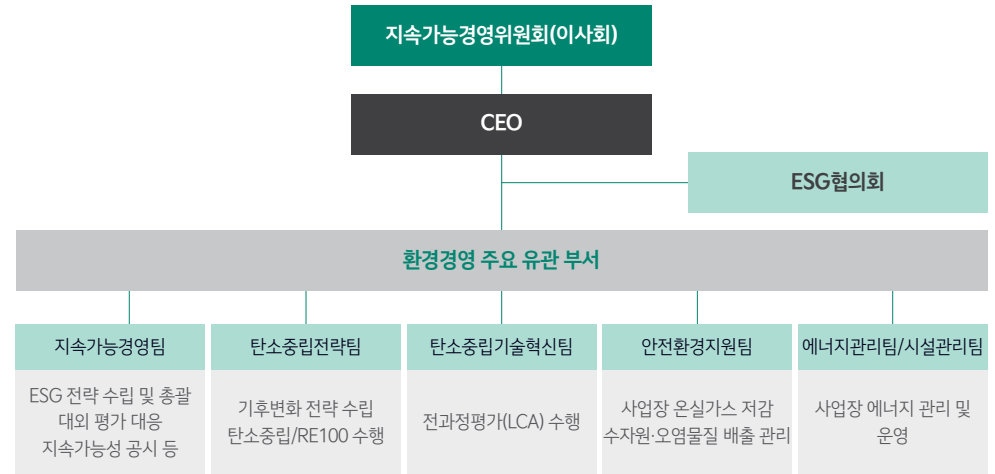 지속가능경영위원회(이사회)
CEO
ESG협의회
환경경영 주요 유관 부서
지속가능경영팀
ESG 전략 수립 및 총괄
대외 평가 대응
지속가능성 공시 등
탄소중립전략팀
기후변화 전략 수립
탄소중립/RE100 수행
탄소중립기술혁신팀
전과정평가(LCA) 수행
안전환경지원팀
사업장 온실가스 저감
수자원·오염물질 배출 관리
에너지관리팀/시설관리팀
사업장 에너지 관리 및
운영